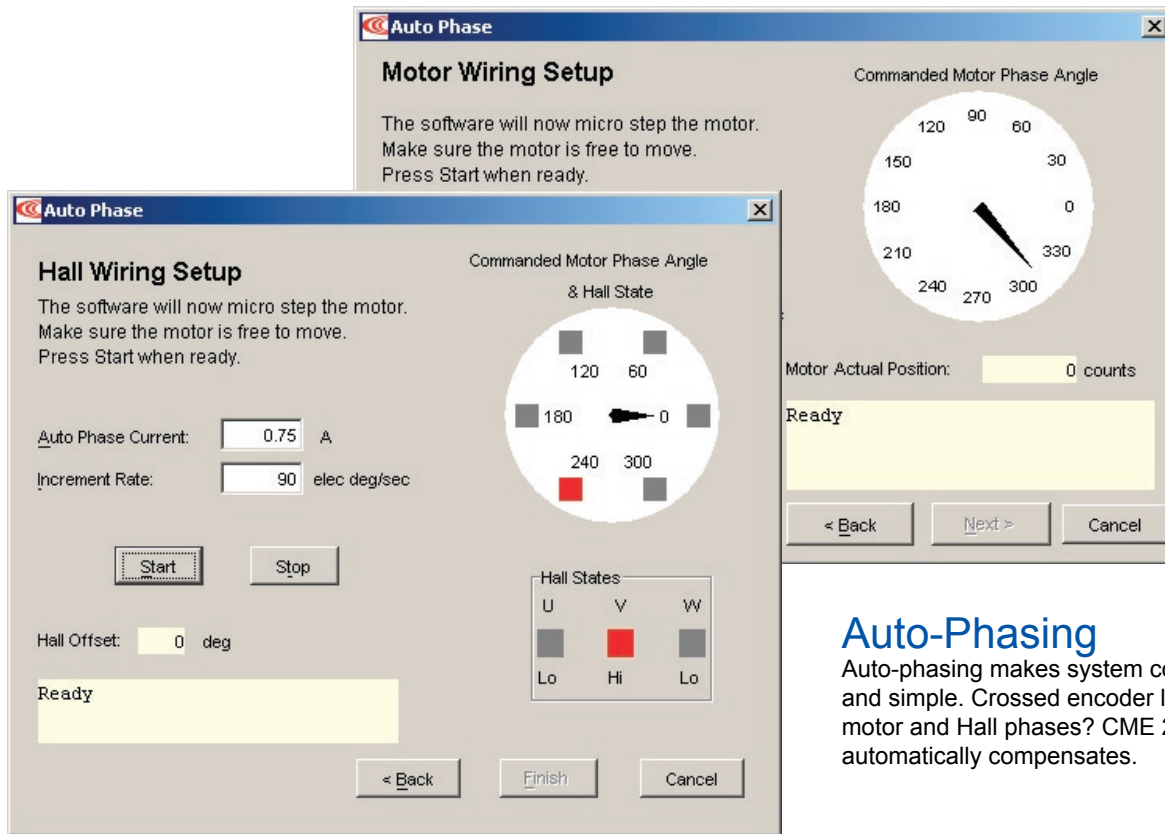 Auto Phase
Motor Wiring Setup
The software will now micro step the motor.
Make sure the motor is free to move.
Press Start when ready.
Commanded Motor Phase Angle
90
120 60
150 30
180 0
210 330
240 300
270
Motor Actual Position: 0 counts
Ready
< Back Next > Cancel
Auto Phase
Hall Wiring Setup
The software will now micro step the motor.
Make sure the motor is free to move.
Press Start when ready.
Commanded Motor Phase Angle
& Hall State
120 60
180 0
240 300
Auto Phase Current: 0.75 A
Increment Rate: 90 elec deg/sec
Start Stop
Hall States
U V W
Lo Hi Lo
Hall Offset: 0 deg
Ready
< Back Finish Cancel
Auto-Phasing
Auto-phasing makes system
and simple. Crossed encoder
motor and Hall phases? CME
automatically compensates.